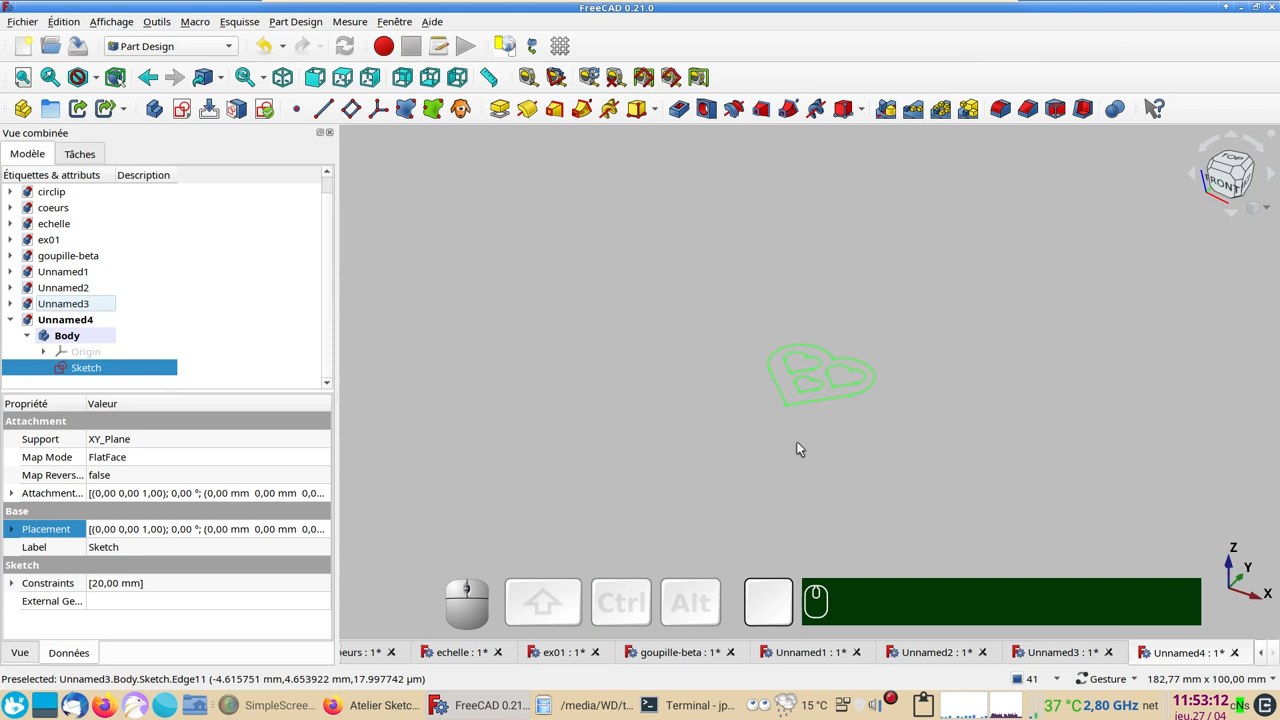 FreeCAD 0.21.0
Fichier Édition Affichage Outils Macro Esquisse Part Design Mesure Fenêtre Aide
Part Design
Vue combinée
Modèle Tâches
Étiquettes & attributs Description
circlip
coeurs
echelle
ex01
goupille-beta
Unnamed1
Unnamed2
Unnamed3
Unnamed4
Body
Origin
Sketch
TOP
FRONT
Propriété Valeur
Attachment
Support XY_Plane
Map Mode FlatFace
Map Revers... false
Attachment... [(0,00 0,00 1,00); 0,00 °; (0,00 mm 0,00 mm 0,0...
Base
Placement [(0,00 0,00 1,00); 0,00 °; (0,00 mm 0,00 mm 0,0...
Label Sketch
Sketch
Constraints [20,00 mm]
External Ge...
Z
Y
X
Ctrl Alt
Vue Données
oeurs : 1* echelle : 1* ex01 : 1* goupille-beta : 1* Unnamed1 : 1* Unnamed2 : 1* Unnamed3 : 1* Unnamed4 : 1*
Preselected: Unnamed3.Body.Sketch.Edge11 (-4.615751 mm,4.653922 mm,17.997742 µm) 41 Gesture 182,77 mm x 100,00 mm
SimpleScree... Atelier Sketc... FreeCAD 0.21... /media/WD/t... Terminal - jp... 15 °C 37 °C 2,80 GHz net 11:53:12
jeu.27 / 04